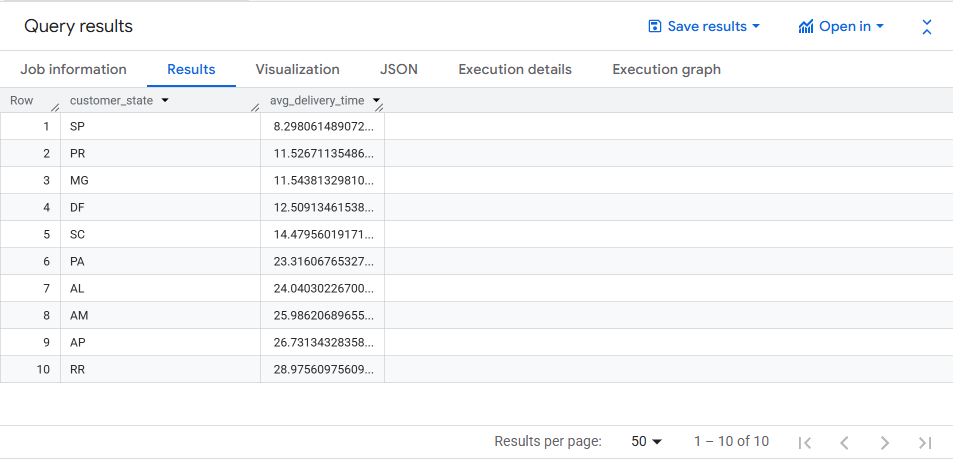 Query results Save results Open in
Job information Results Visualization JSON Execution details Execution graph
Row customer_state avg_delivery_time
1 SP 8.298061489072...
2 PR 11.52671135486...
3 MG 11.54381329810...
4 DF 12.50913461538...
5 SC 14.47956019171...
6 PA 23.31606765327...
7 AL 24.04030226700...
8 AM 25.98620689655...
9 AP 26.73134328358...
10 RR 28.97560975609...
Results per page: 50 1 – 10 of 10